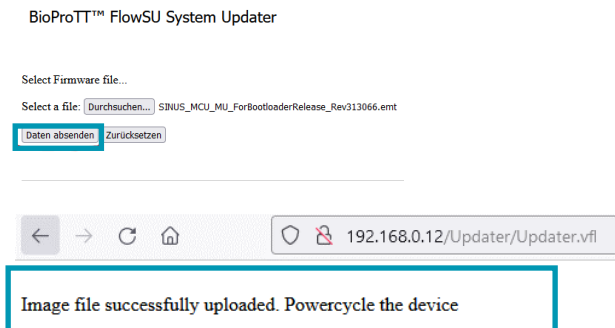 BioProTT™ FlowSU System Updater
Select Firmware file...
Select a file: Durchsuchen... SINUS_MCU_MU_ForBootloaderRelease_Rev313066.emt
Daten absenden Zurücksetzen
192.168.0.12/Updater/Updater.vfl
Image file successfully uploaded. Powercycle the device